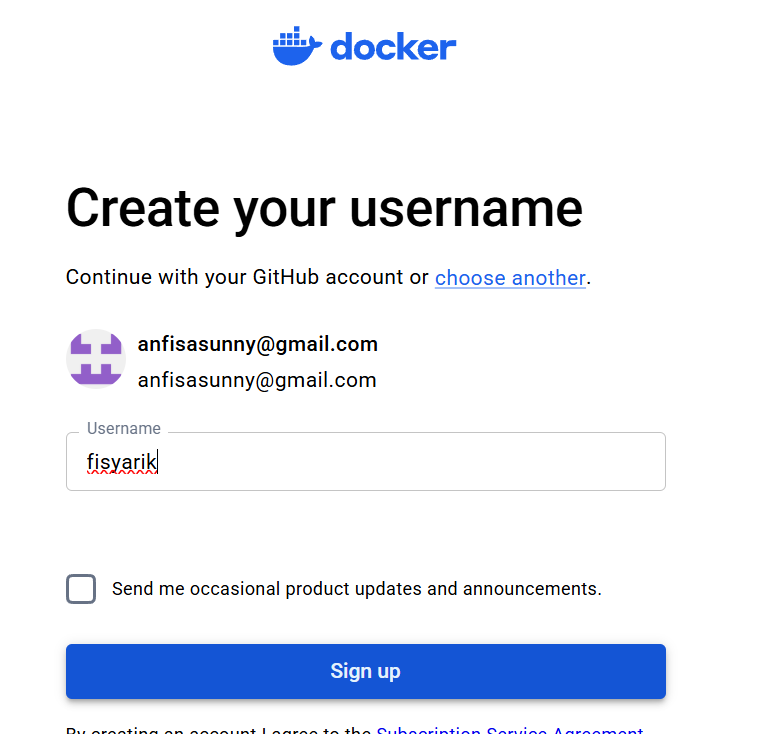 docker
Create your username
Continue with your GitHub account or choose another.
anfisasunny@gmail.com
anfisasunny@gmail.com
Username
fisyarik
Send me occasional product updates and announcements.
Sign up
By creating an account I agree to the Subscription Service Agreement